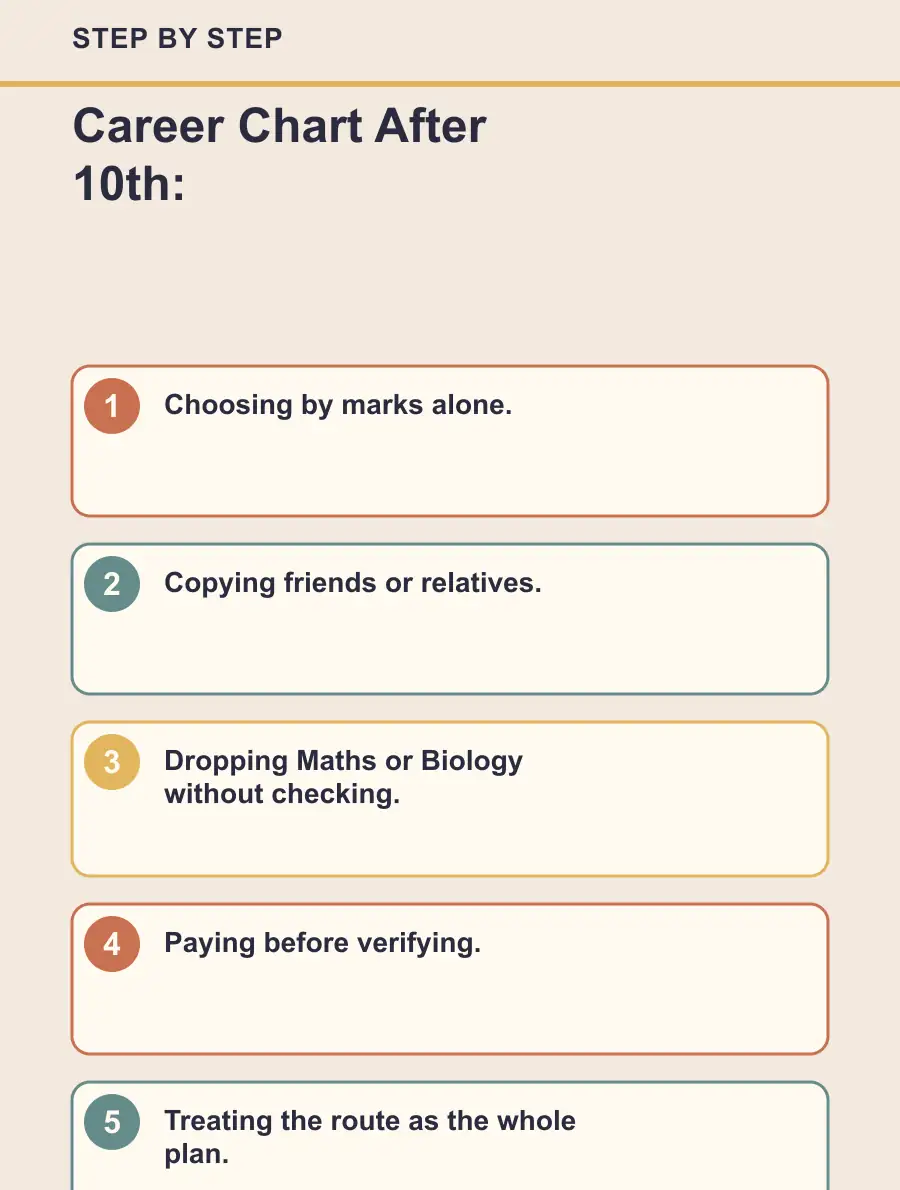 STEP BY STEP
Career Chart After
10th:
1
Choosing by marks alone.
2
Copying friends or relatives.
3
Dropping Maths or Biology
without checking.
4
Paying before verifying.
5
Treating the route as the whole
plan.